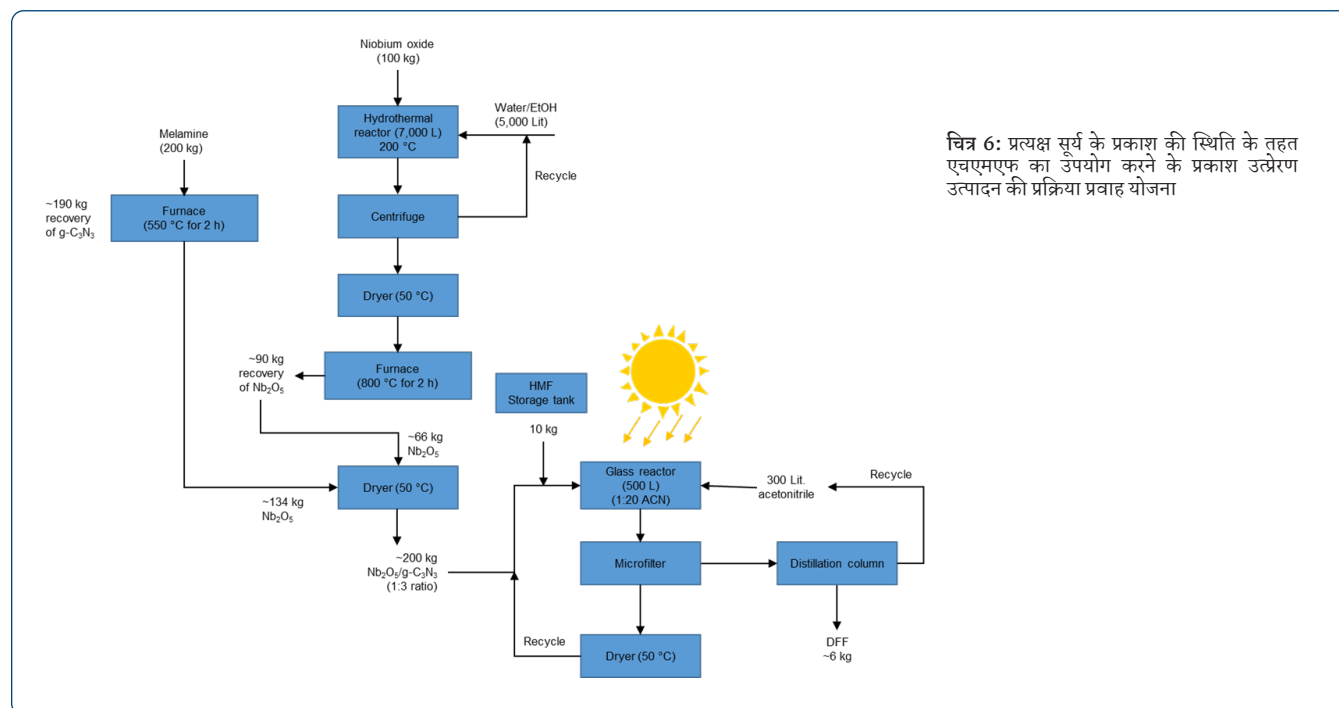 Niobium oxide
(100 kg)
Hydrothermal
reactor (7,000 L)
200 °C
Water/EtOH
(5,000 Lit)
Recycle
Melamine
(200 kg)
Furnace
(550 °C for 2 h)
~190 kg
recovery
of g-C₃N₃
Centrifuge
Dryer (50 °C)
Furnace
(800 °C for 2 h)
~90 kg
recovery
of Nb₂O₅
~66 kg
Nb₂O₅
Dryer (50 °C)
~134 kg
Nb₂O₅
~200 kg
Nb₂O₅/g-C₃N₃
(1:3 ratio)
HMF
Storage tank
10 kg
Glass reactor
(500 L)
(1:20 ACN)
300 Lit.
acetonitrile
Recycle
Microfilter
Distillation column
Recycle
Dryer (50 °C)
DFF
~6 kg
चित्र 6: प्रत्यक्ष सूर्य के प्रकाश की स्थिति के तहत
एचएमएफ का उपयोग करने के प्रकाश उत्प्रेरण
उत्पादन की प्रक्रिया प्रवाह योजना